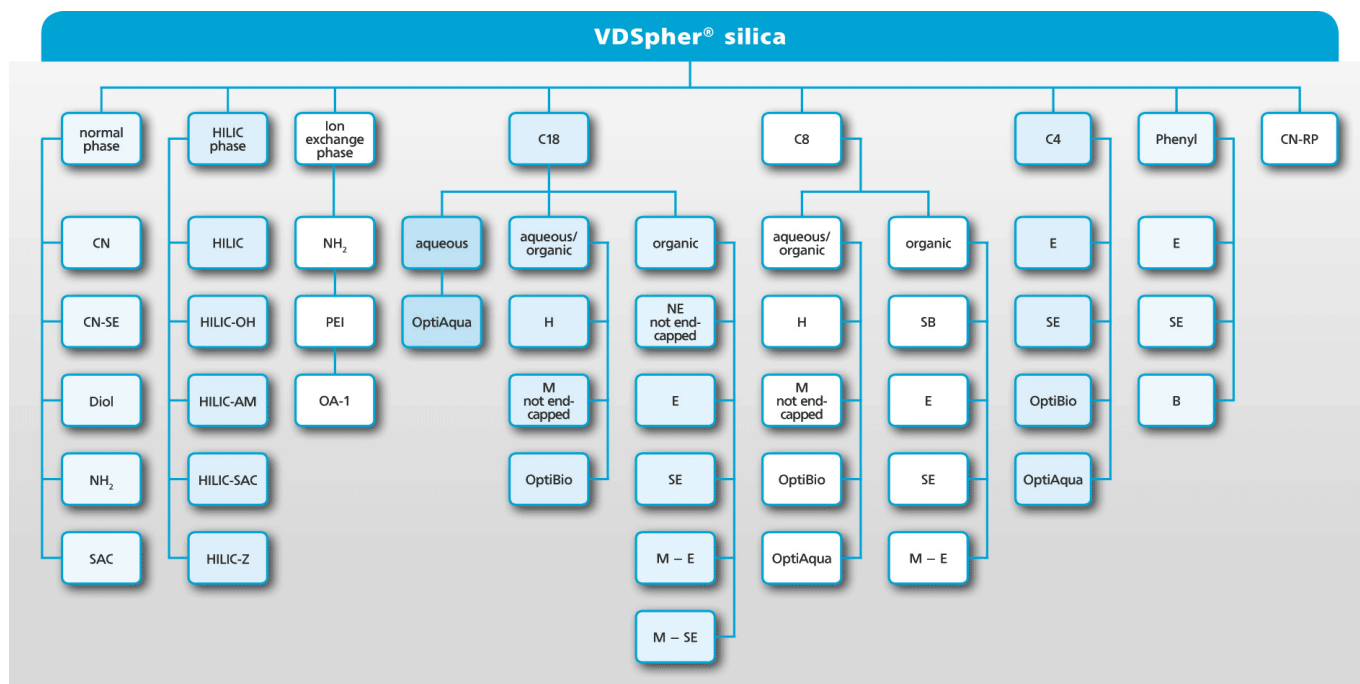 VDSpher® silica
normal
phase
CN
CN-SE
Diol
NH₂
SAC
HILIC
phase
HILIC
HILIC-OH
HILIC-AM
HILIC-SAC
HILIC-Z
Ion
exchange
phase
NH₂
PEI
OA-1
C18
aqueous
OptiAqua
aqueous/
organic
H
M
not end-
capped
OptiBio
organic
NE
not end-
capped
E
SE
M – E
M – SE
C8
aqueous/
organic
H
M
not end-
capped
OptiBio
OptiAqua
organic
SB
E
SE
M – E
C4
E
SE
OptiBio
OptiAqua
Phenyl
E
SE
B
CN-RP